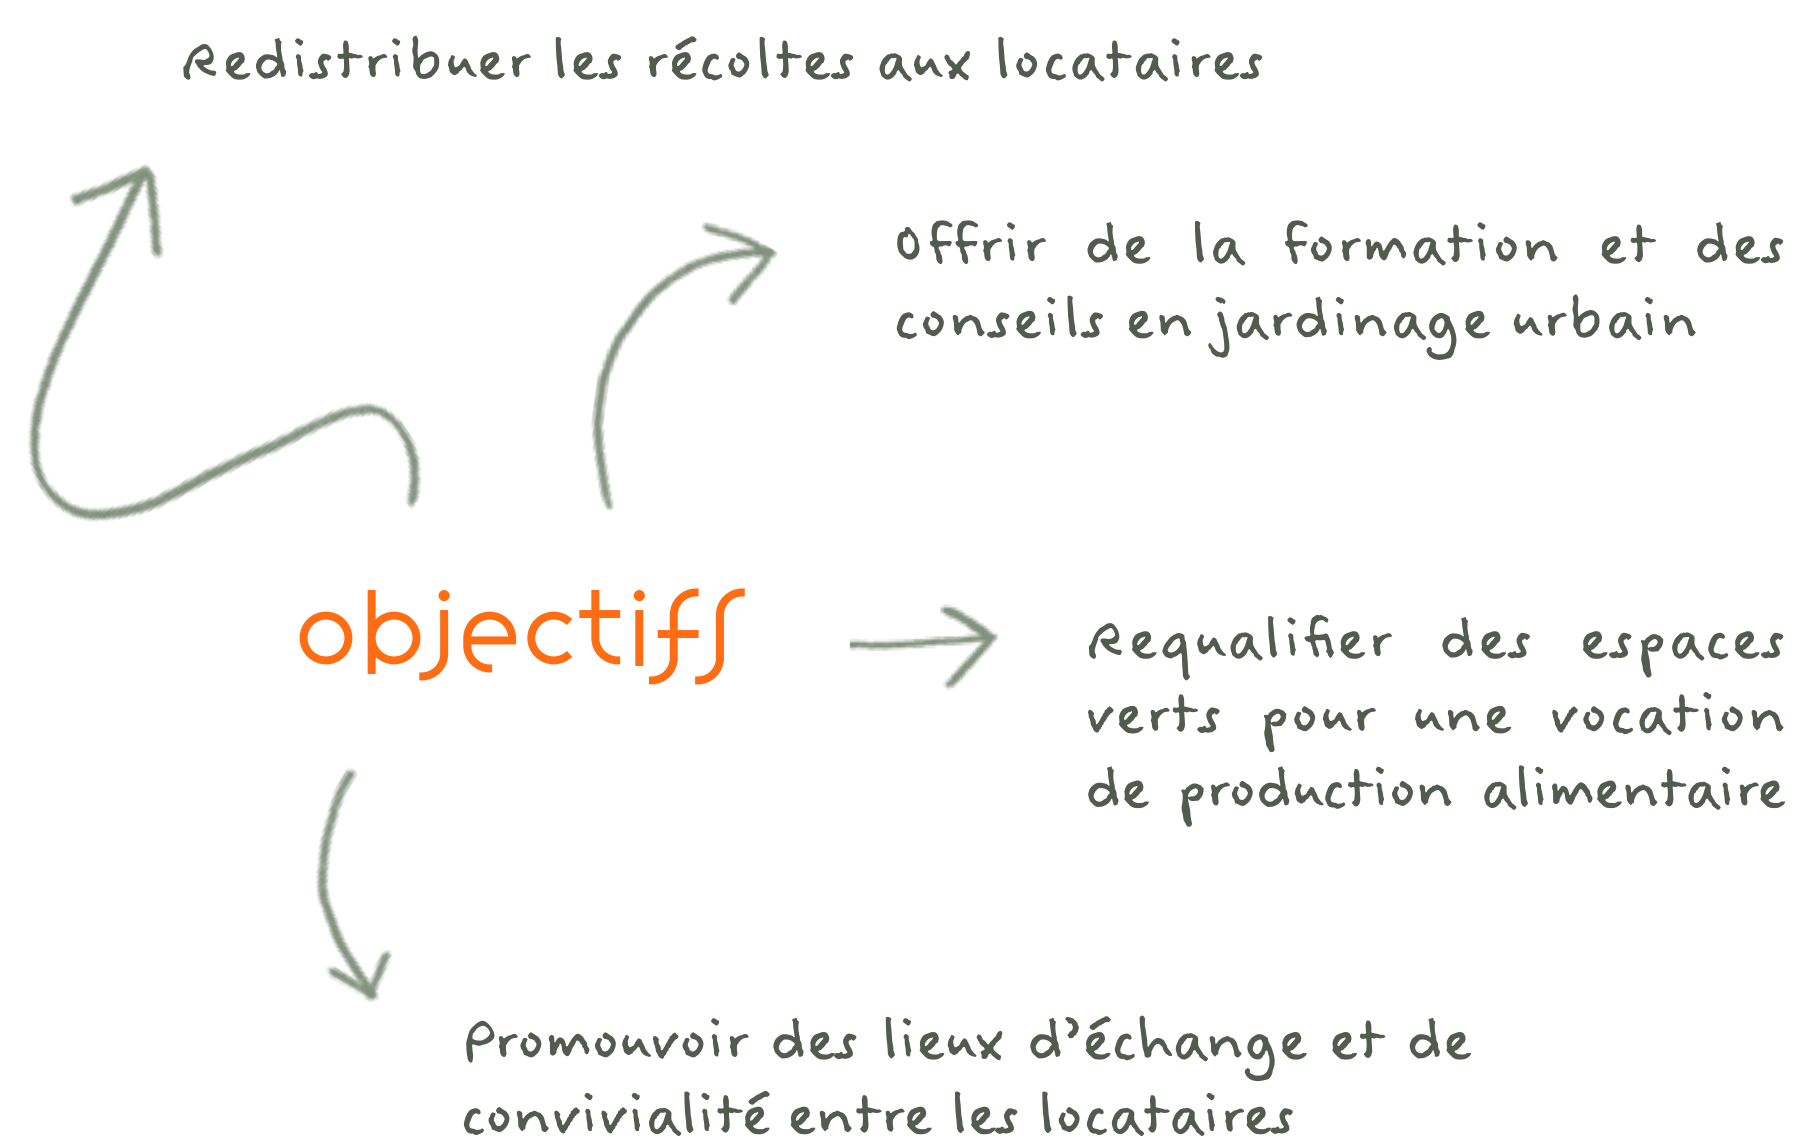 Redistribuer les récoltes aux locataires
Offrir de la formation et des
conseils en jardinage urbain
objectifs
Requalifier des espaces
verts pour une vocation
de production alimentaire
Promouvoir des lieux d'échange et de
convivialité entre les locataires